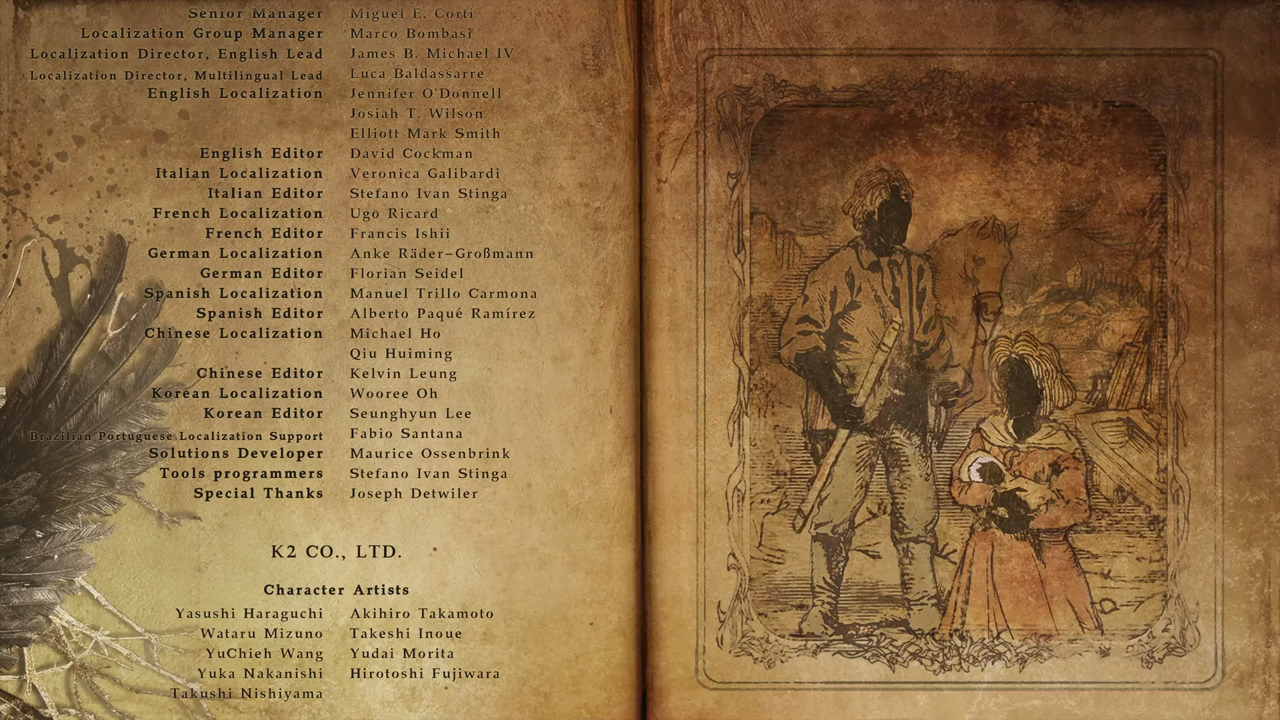 Senior Manager Miguel E. Corti
Localization Group Manager Marco Bombasi
Localization Director, English Lead James B. Michael IV
Localization Director, Multilingual Lead Luca Baldassarre
English Localization Jennifer O'Donnell
Josiah T. Wilson
Elliott Mark Smith
English Editor David Cockman
Italian Localization Veronica Galibardi
Italian Editor Stefano Ivan Stinga
French Localization Ugo Ricard
French Editor Francis Ishii
German Localization Anke Räder–Großmann
German Editor Florian Seidel
Spanish Localization Manuel Trillo Carmona
Spanish Editor Alberto Paqué Ramírez
Chinese Localization Michael Ho
Qiu Huiming
Chinese Editor Kelvin Leung
Korean Localization Wooree Oh
Korean Editor Seunghyun Lee
Brazilian Portuguese Localization Support Fabio Santana
Solutions Developer Maurice Ossenbrink
Tools programmers Stefano Ivan Stinga
Special Thanks Joseph Detwiler
K2 CO., LTD.
Character Artists
Yasushi Haraguchi Akihiro Takamoto
Wataru Mizuno Takeshi Inoue
YuChieh Wang Yudai Morita
Yuka Nakanishi Hirotoshi Fujiwara
Takushi Nishiyama